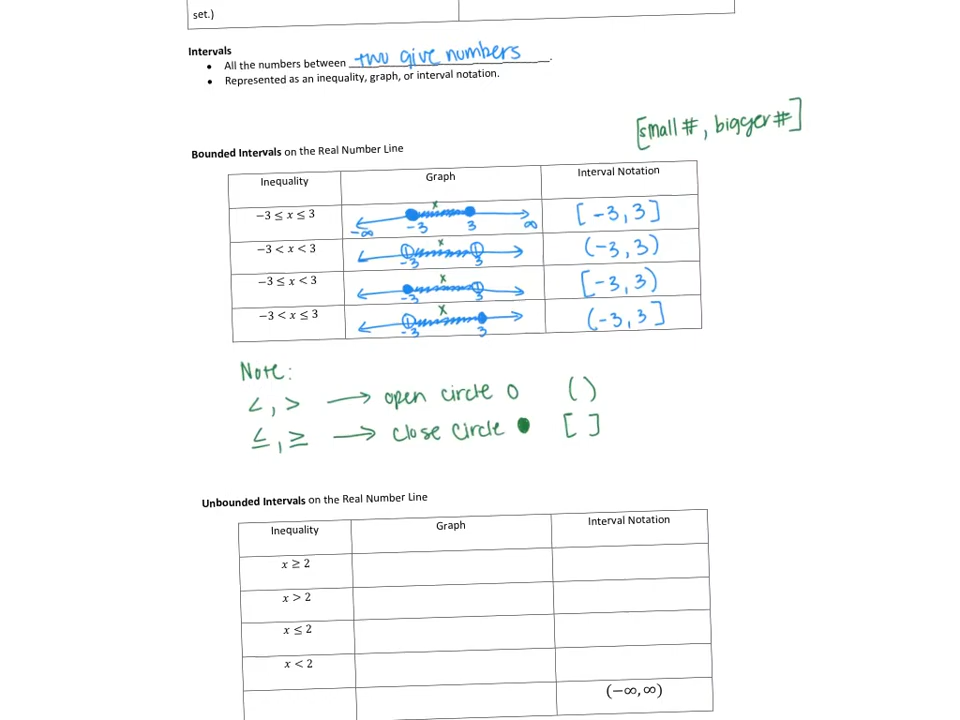 set.)
Intervals
• All the numbers between two give numbers.
• Represented as an inequality, graph, or interval notation.
[small #, bigger #]
Bounded Intervals on the Real Number Line
Inequality Graph Interval Notation
−3 ≤ x ≤ 3 x −∞ −3 3 ∞ [-3, 3]
−3 < x < 3 x -3 3 (-3, 3)
−3 ≤ x < 3 x -3 3 [-3, 3)
−3 < x ≤ 3 x -3 3 (-3, 3]
Note:
<, > → open circle O ( )
≤, ≥ → close circle ● [ ]
Unbounded Intervals on the Real Number Line
Inequality Graph Interval Notation
x ≥ 2
x > 2
x ≤ 2
x < 2
(−∞, ∞)